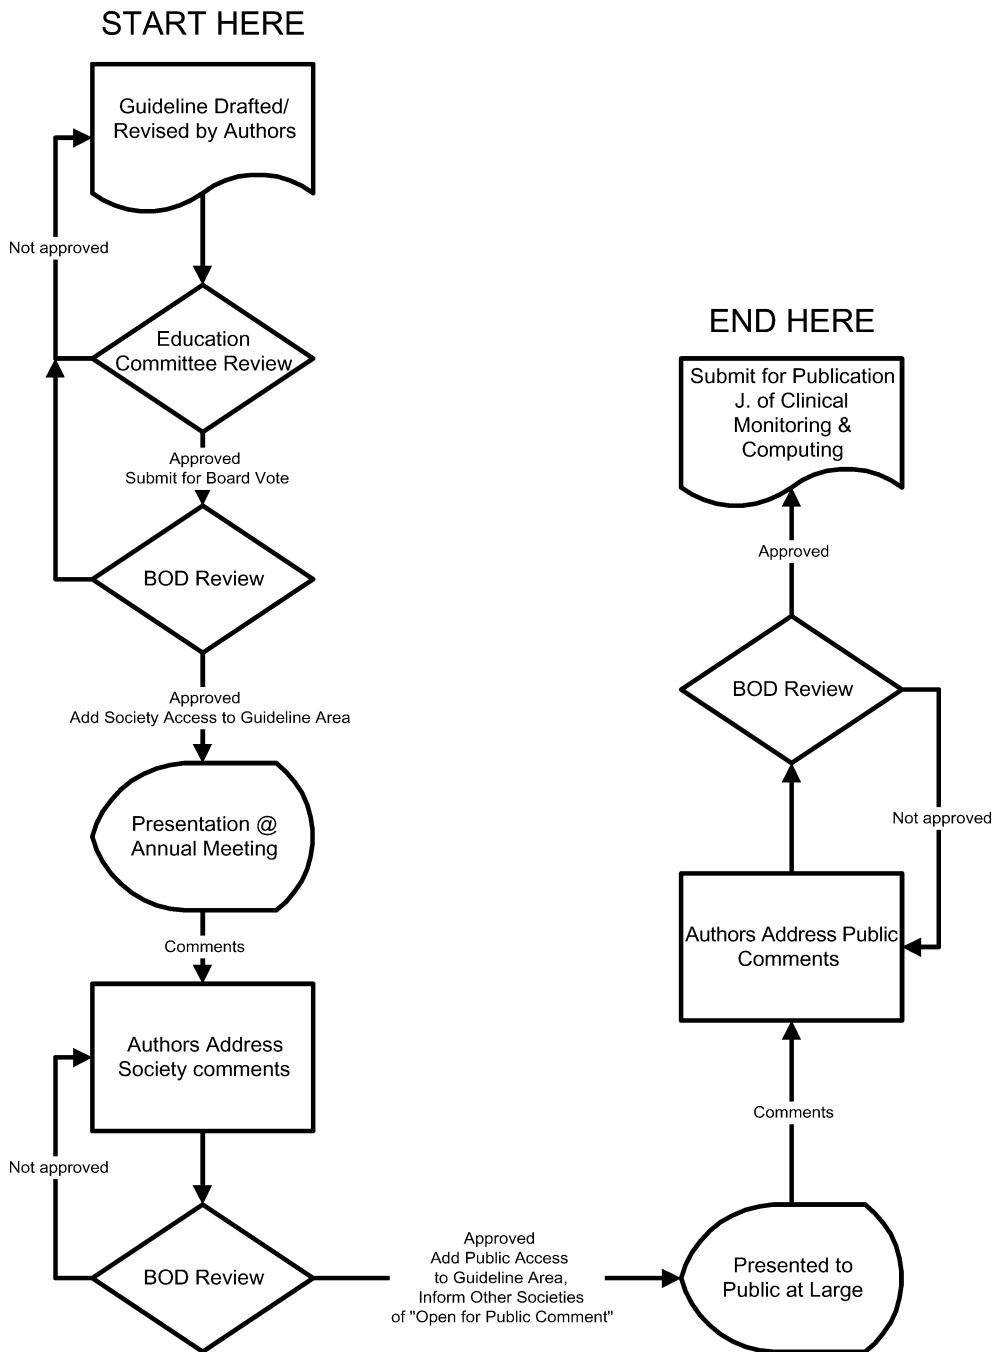 START HERE
Guideline Drafted/
Revised by Authors
Not approved
Education
Committee Review
Approved
Submit for Board Vote
BOD Review
Approved
Add Society Access to Guideline Area
Presentation @
Annual Meeting
Comments
Authors Address
Society comments
Not approved
BOD Review
Approved
Add Public Access
to Guideline Area,
Inform Other Societies
of "Open for Public Comment"
Presented to
Public at Large
Comments
Authors Address Public
Comments
Not approved
BOD Review
Approved
Submit for Publication
J. of Clinical
Monitoring &
Computing
END HERE